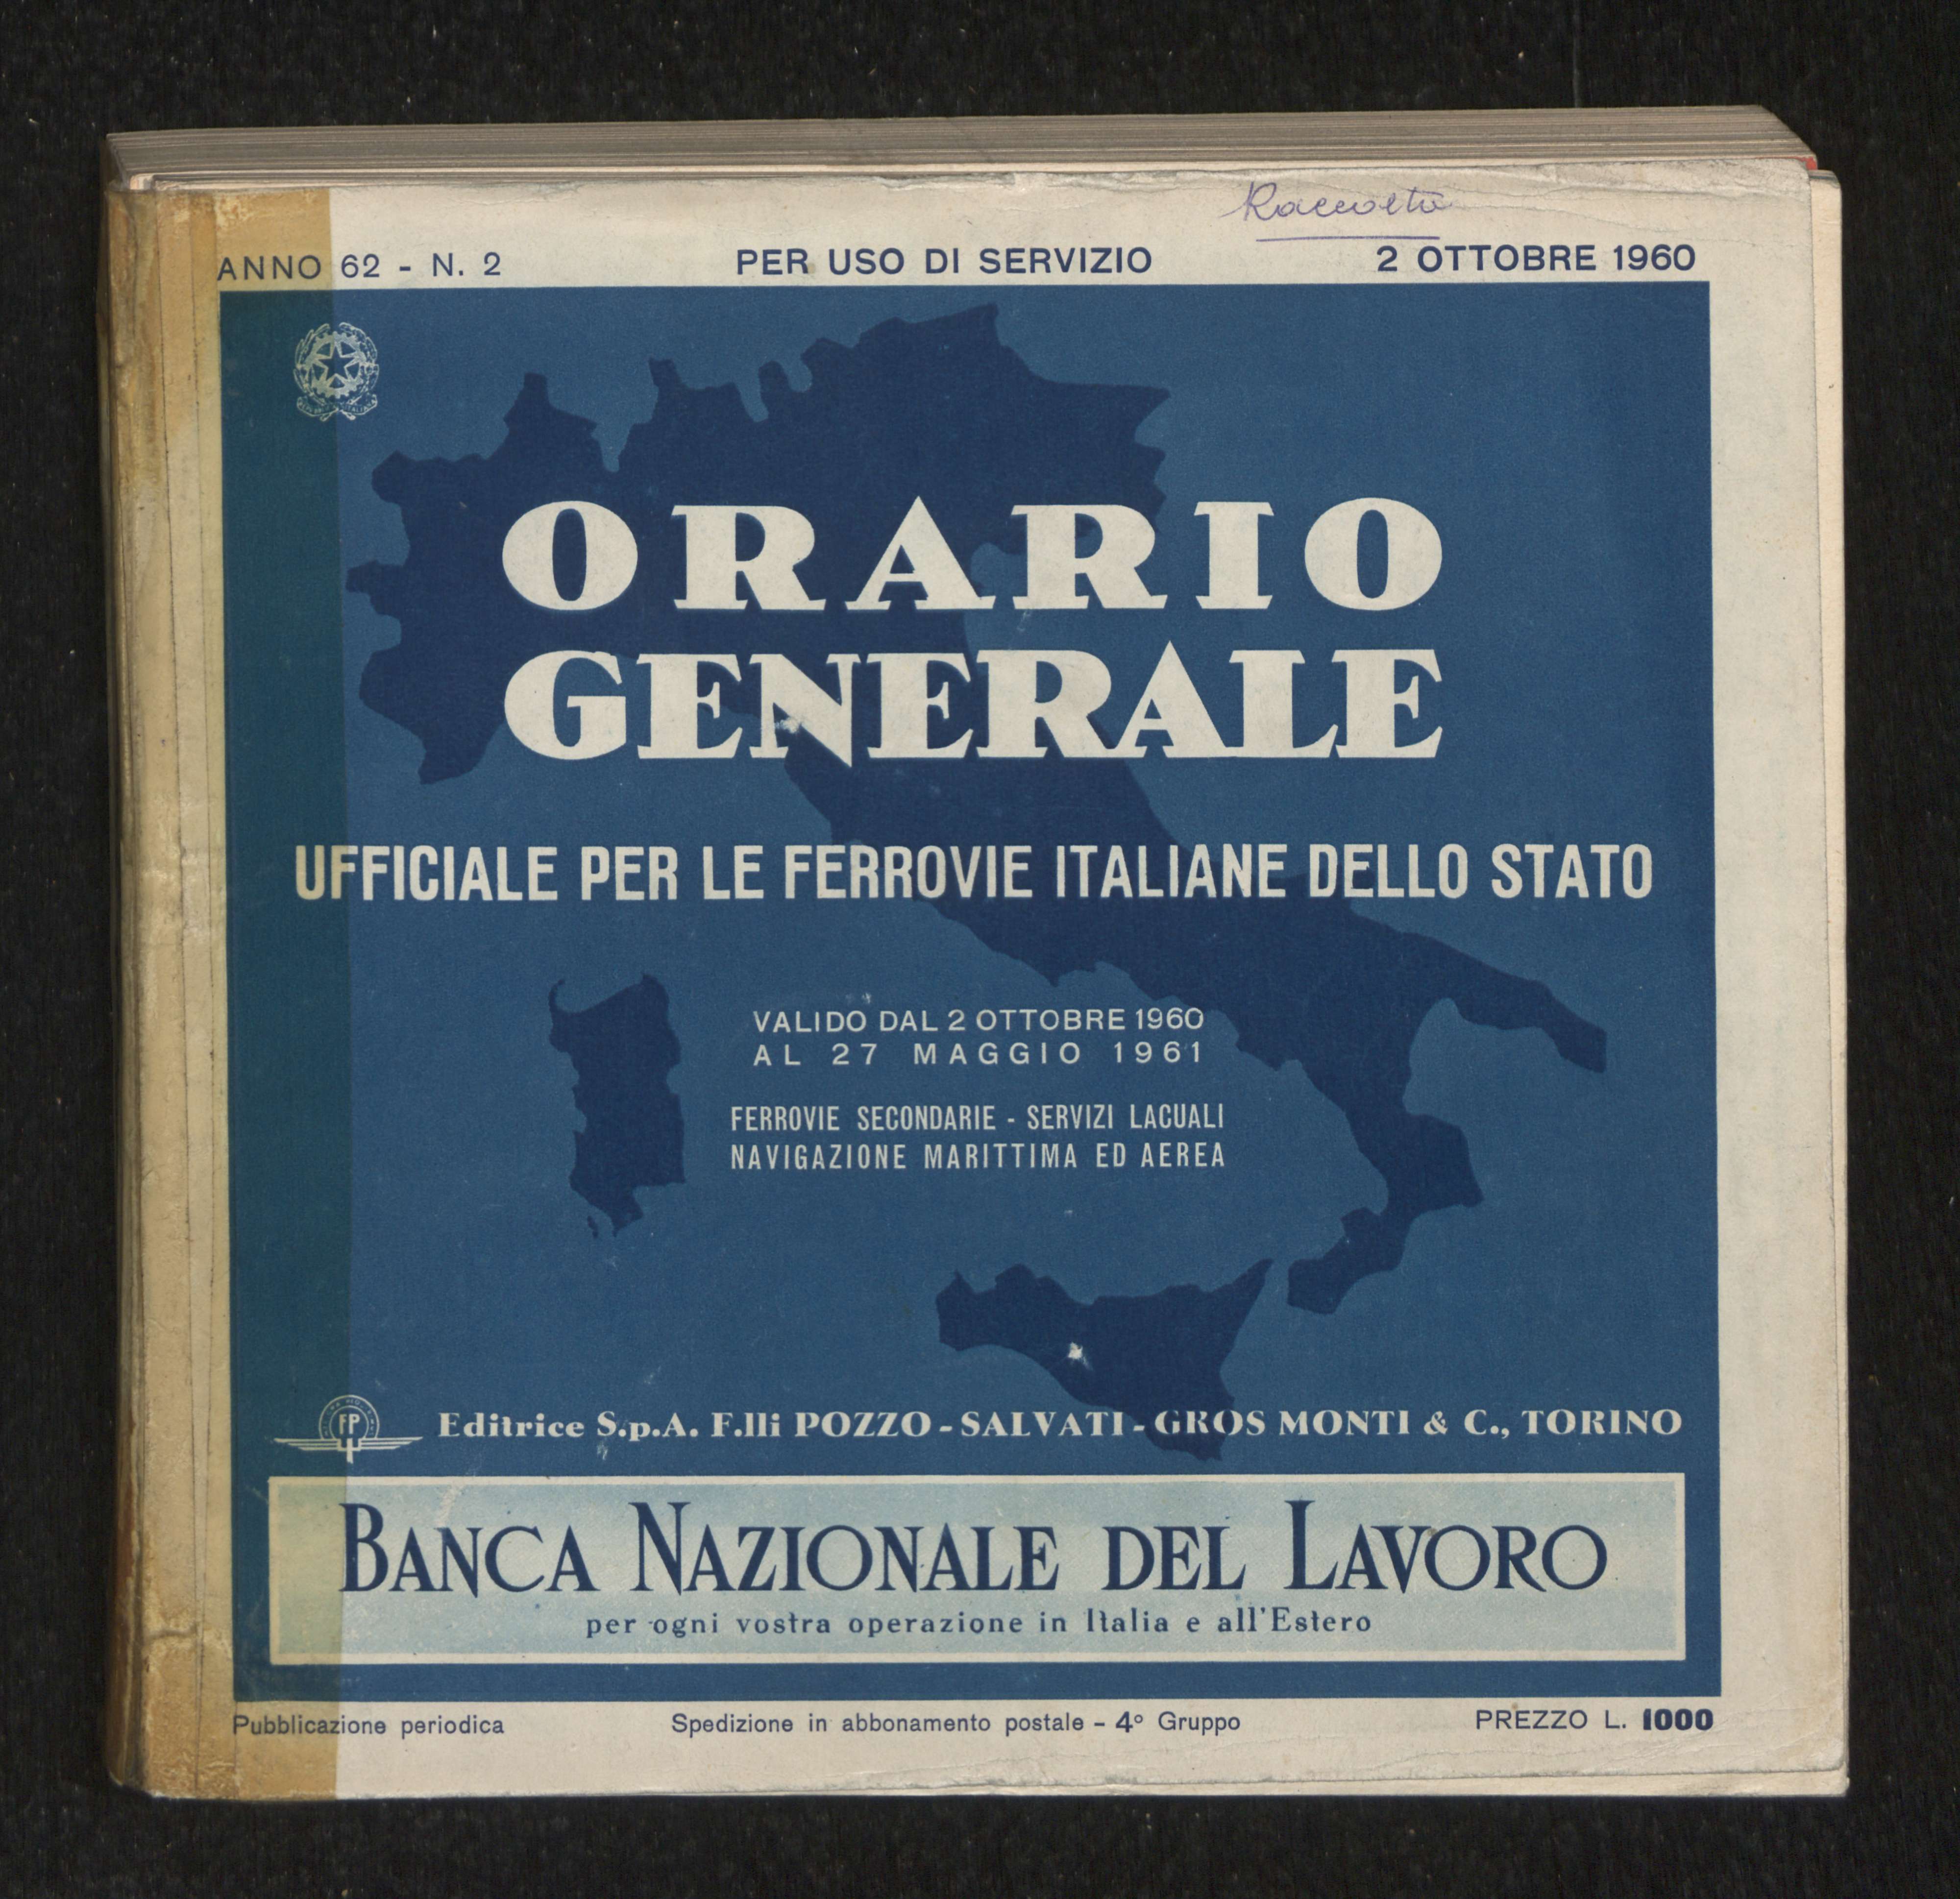 Raccolta
ANNO 62 - N. 2 PER USO DI SERVIZIO 2 OTTOBRE 1960
ORARIO
GENERALE
UFFICIALE PER LE FERROVIE ITALIANE DELLO STATO
VALIDO DAL 2 OTTOBRE 1960
AL 27 MAGGIO 1961
FERROVIE SECONDARIE - SERVIZI LACUALI
NAVIGAZIONE MARITTIMA ED AEREA
FP
Editrice S.p.A. F.lli POZZO - SALVATI - GROS MONTI & C., TORINO
BANCA NAZIONALE DEL LAVORO
per ogni vostra operazione in Italia e all'Estero
Pubblicazione periodica Spedizione in abbonamento postale - 4° Gruppo PREZZO L. 1000